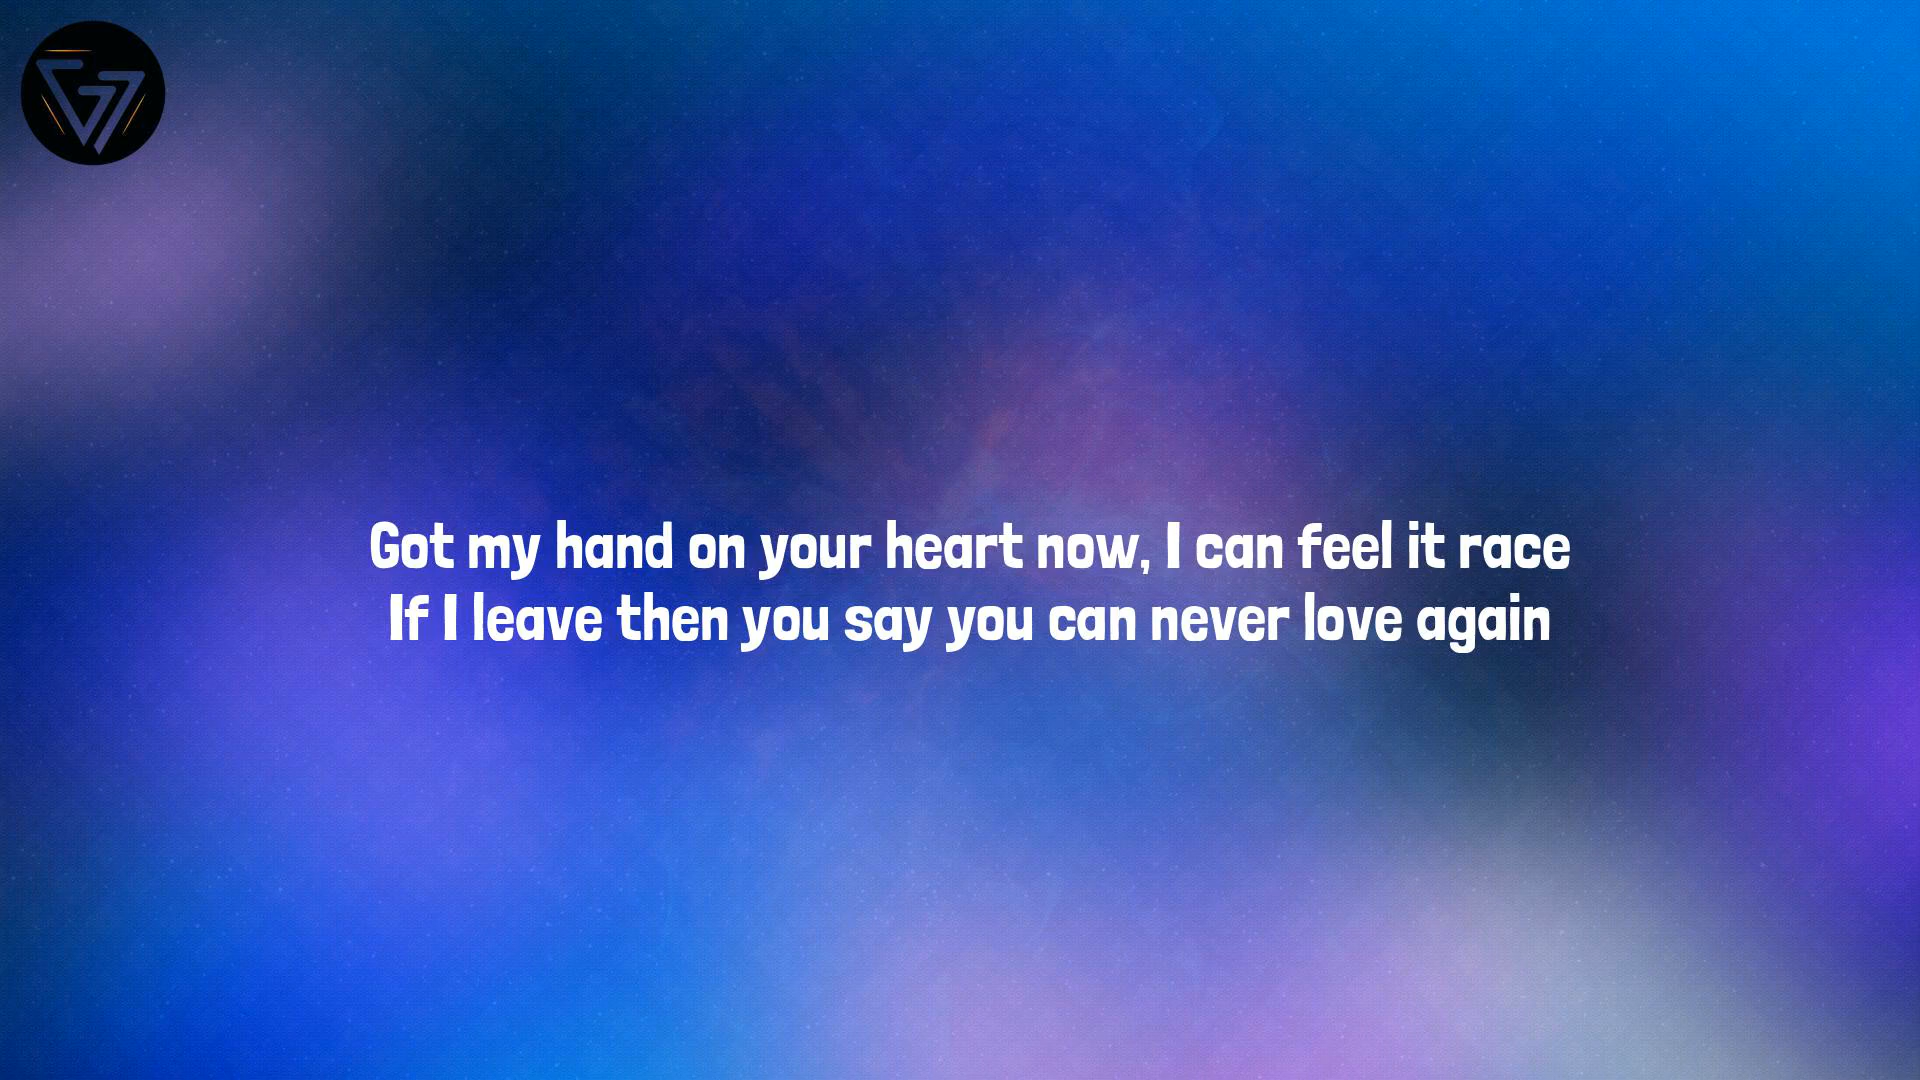 Got my hand on your heart now, I can feel it race
If I leave then you say you can never love again